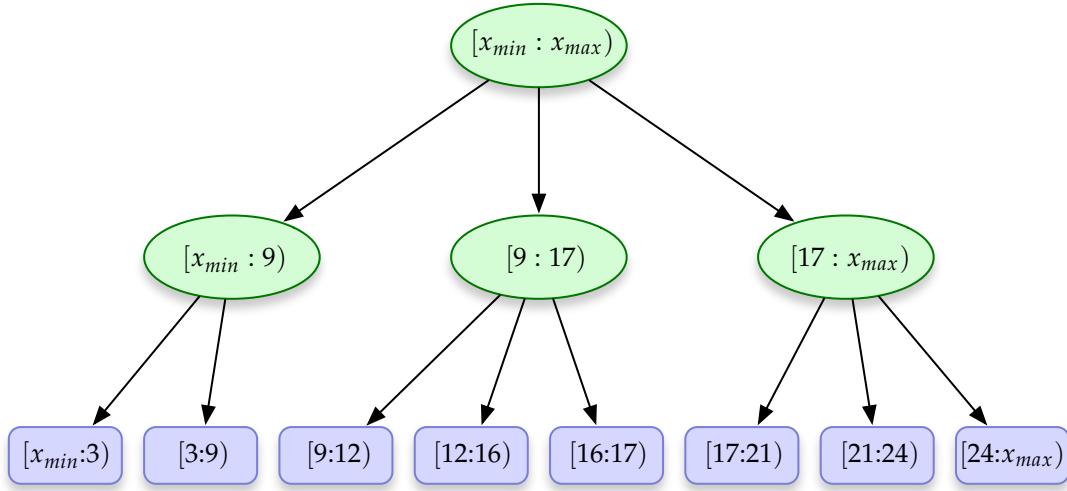 [x_min : x_max)
[x_min : 9)
[9 : 17)
[17 : x_max)
[x_min:3)
[3:9)
[9:12)
[12:16)
[16:17)
[17:21)
[21:24)
[24:x_max)